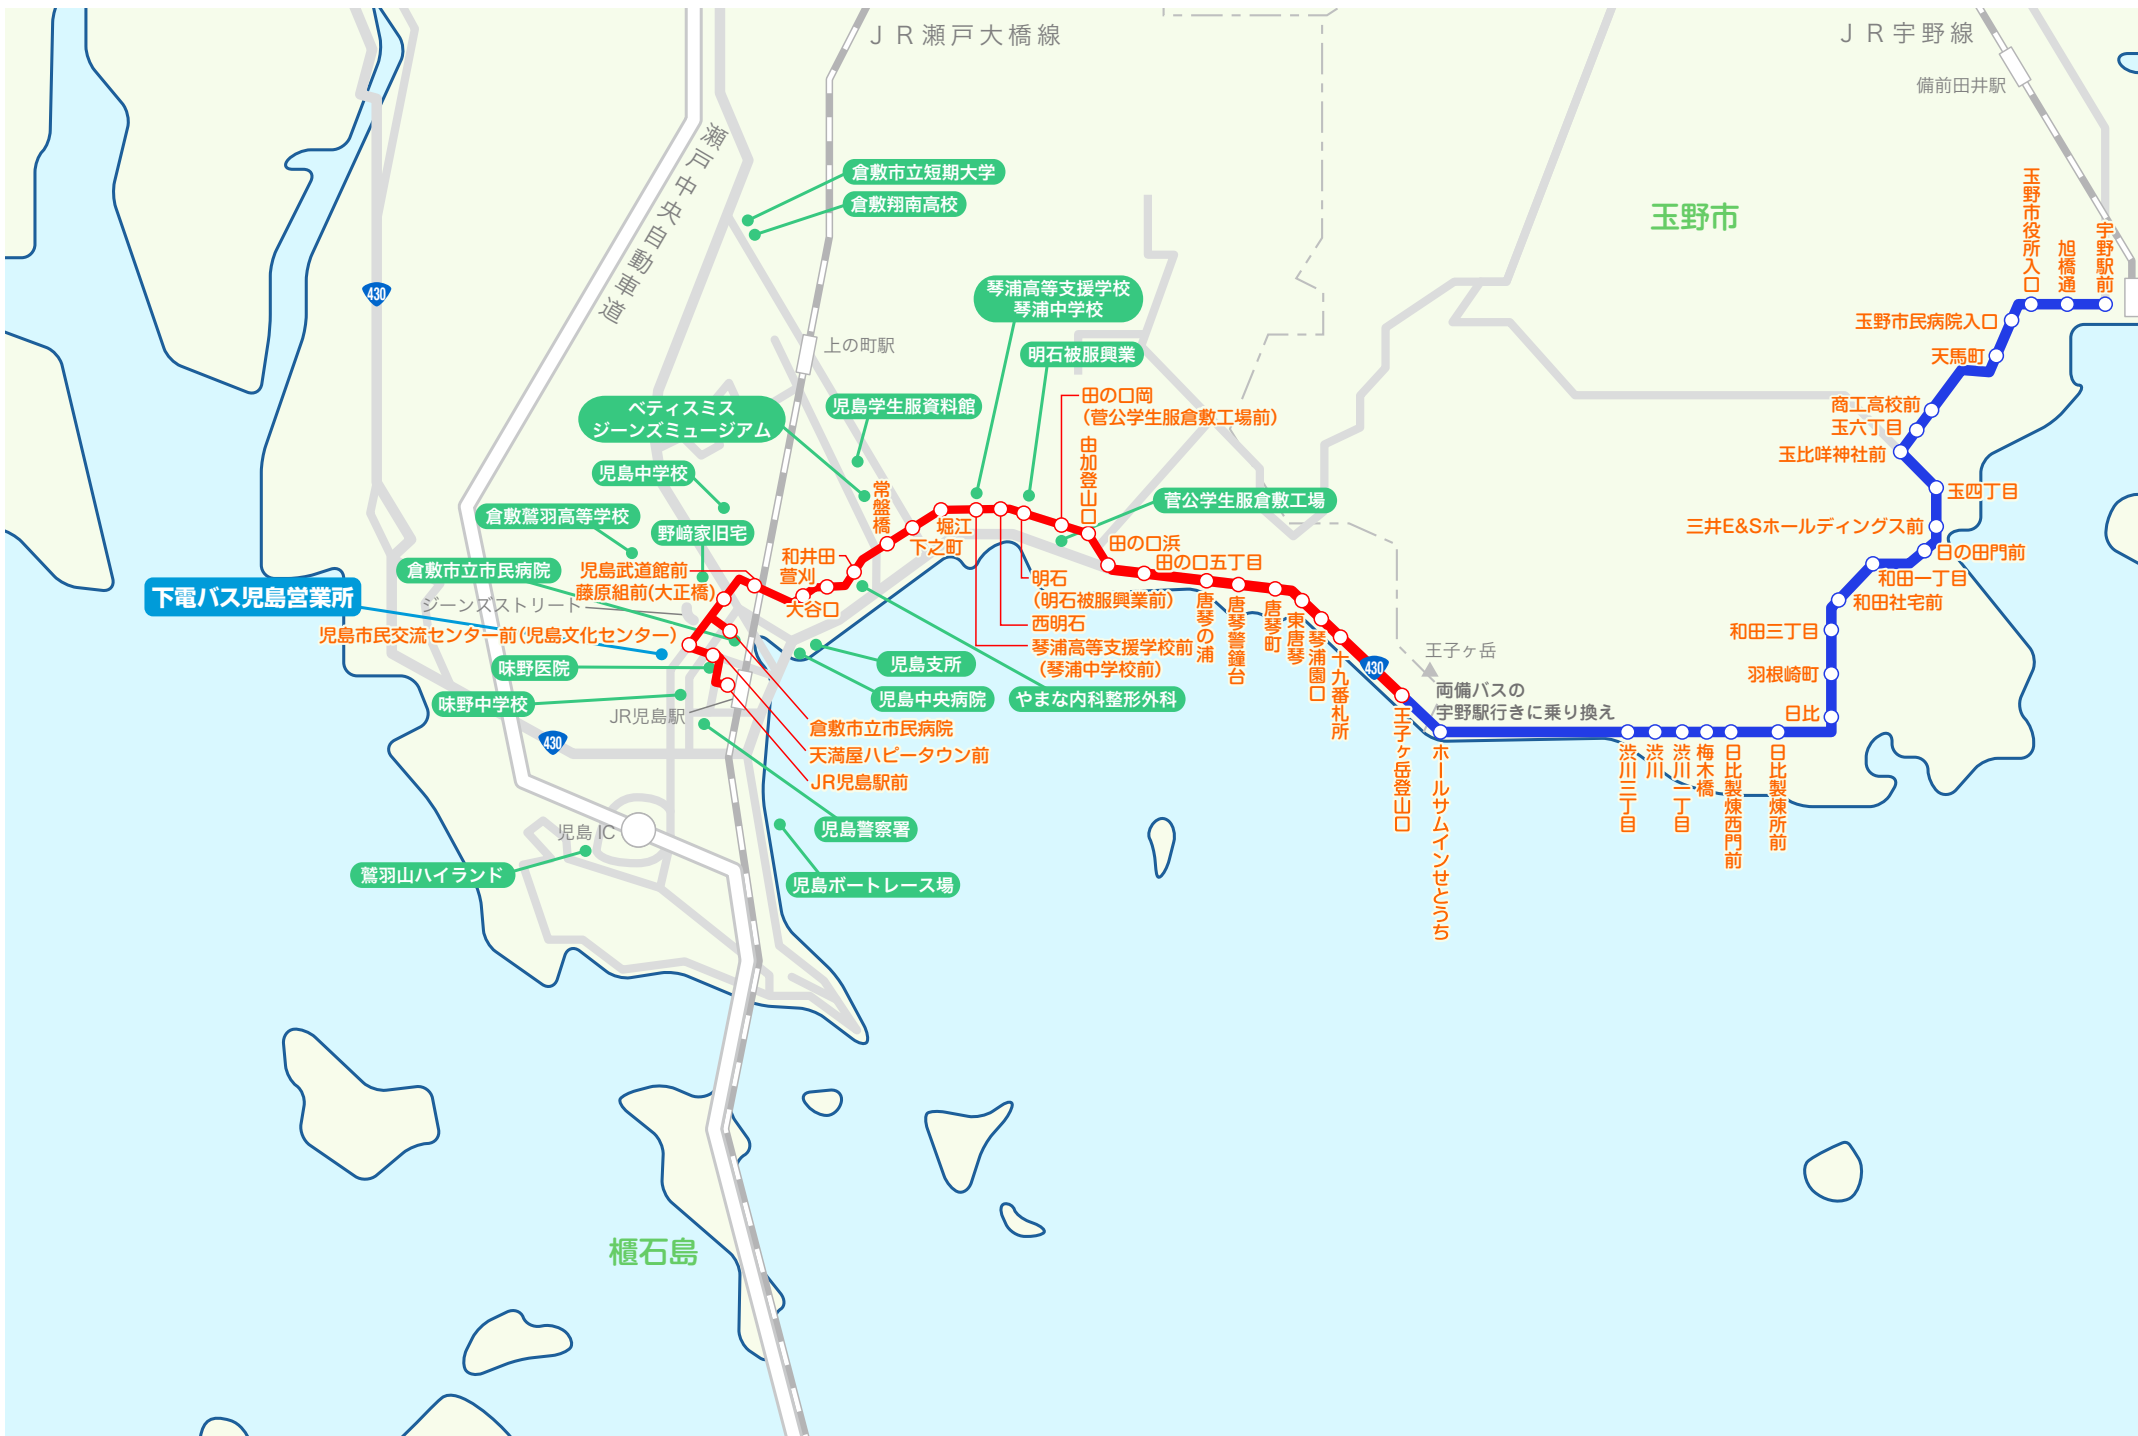 ＪＲ瀬戸大橋線
ＪＲ宇野線
備前田井駅
瀬戸中央自動車道
倉敷市立短期大学
倉敷翔南高校
玉野市
玉野市役所入口
旭橋通
宇野駅前
430
琴浦高等支援学校
琴浦中学校
玉野市民病院入口
上の町駅
明石被服興業
天馬町
ベティスミス
ジーンズミュージアム
児島学生服資料館
田の口岡
(菅公学生服倉敷工場前)
商工高校前
玉六丁目
由加登山口
玉比咩神社前
児島中学校
常盤橋
菅公学生服倉敷工場
玉四丁目
倉敷鷲羽高等学校
野﨑家旧宅
堀江
下之町
三井E&Sホールディングス前
田の口浜
日の田門前
和井田
萱刈
田の口五丁目
倉敷市立市民病院
児島武道館前
藤原組前(大正橋)
大谷口
明石
(明石被服興業前)
和田一丁目
下電バス児島営業所
ジーンズストリート
西明石
唐琴の浦
唐琴警鐘台
唐琴町
東唐琴
琴浦園口
十九番札所
和田社宅前
児島市民交流センター前(児島文化センター)
琴浦高等支援学校前
(琴浦中学校前)
王子ヶ岳
和田三丁目
味野医院
児島支所
430
羽根崎町
味野中学校
児島中央病院
やまな内科整形外科
両備バスの
宇野駅行きに乗り換え
JR児島駅
日比
430
倉敷市立市民病院
天満屋ハピータウン前
JR児島駅前
王子ヶ岳登山口
ホールサムインせとうち
渋川三丁目
渋川
渋川一丁目
梅木橋
日比製煉西門前
日比製煉所前
児島IC
児島警察署
鷲羽山ハイランド
児島ボートレース場
櫃石島